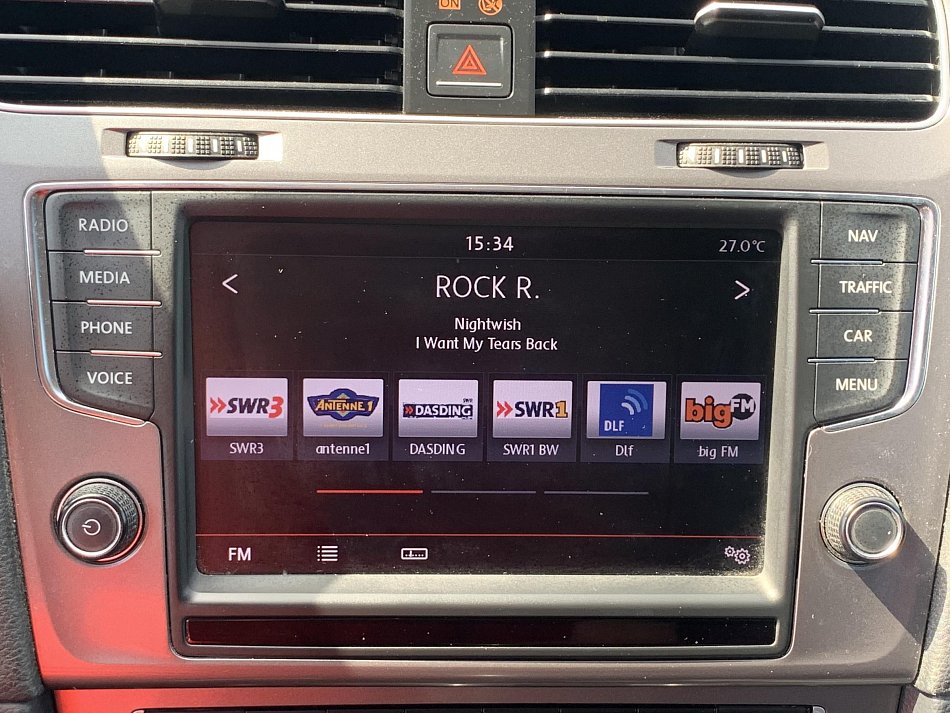 ON
RADIO
MEDIA
PHONE
VOICE
NAV
TRAFFIC
CAR
MENU
15:34
27.0°C
<
ROCK R.
>
Nightwish
I Want My Tears Back
SWR3
ANTENNE 1
SWR
DASDING
SWR1
DLF
bigFM
SWR3
antenne1
DASDING
SWR1 BW
Dlf
big FM
FM